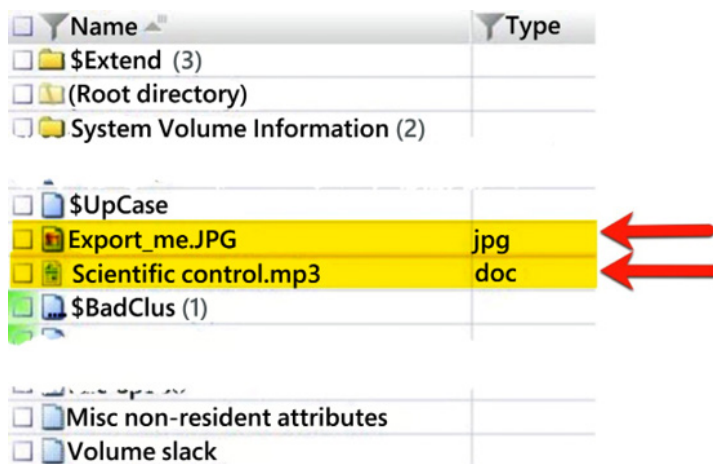 Name Type
$Extend (3)
(Root directory)
System Volume Information (2)
$UpCase
Export_me.JPG jpg
Scientific control.mp3 doc
$BadClus (1)
Misc non-resident attributes
Volume slack